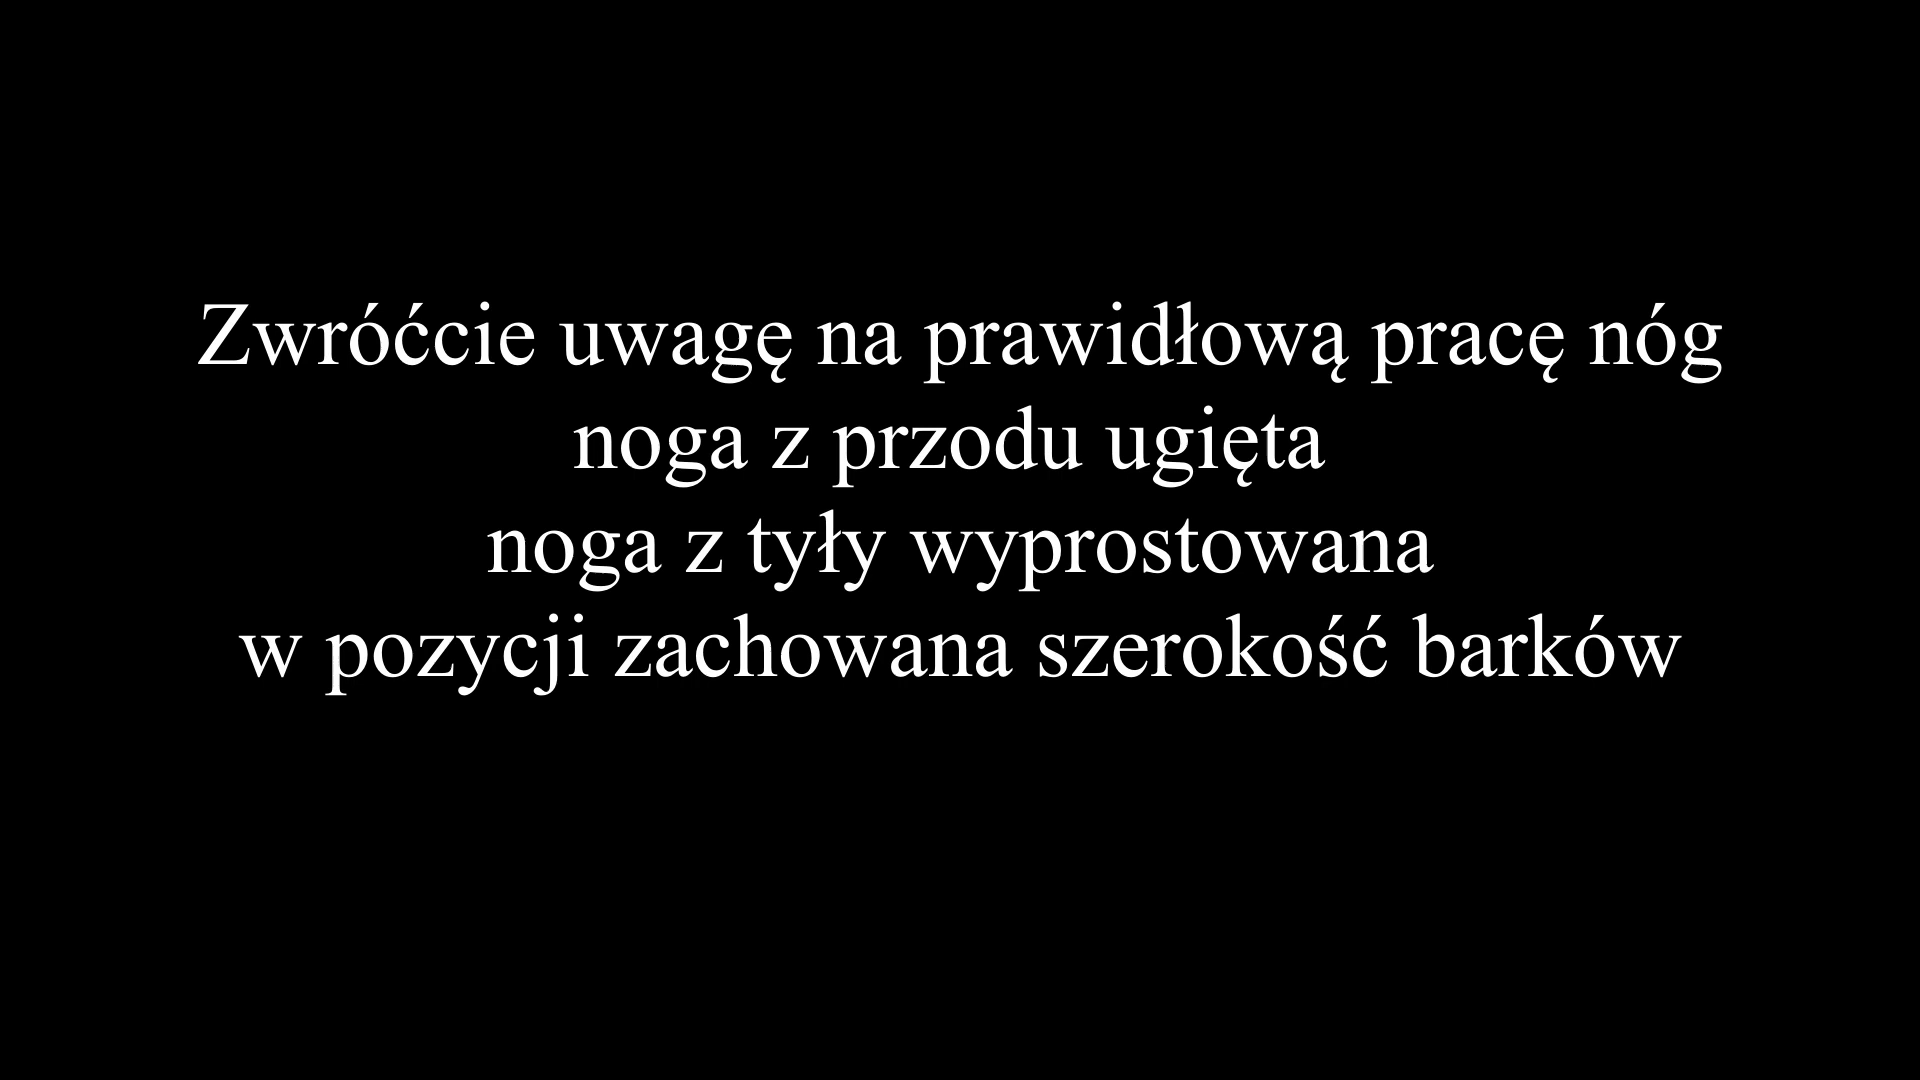 Zwróćcie uwagę na prawidłową pracę nóg
noga z przodu ugięta
noga z tyły wyprostowana
w pozycji zachowana szerokość barków